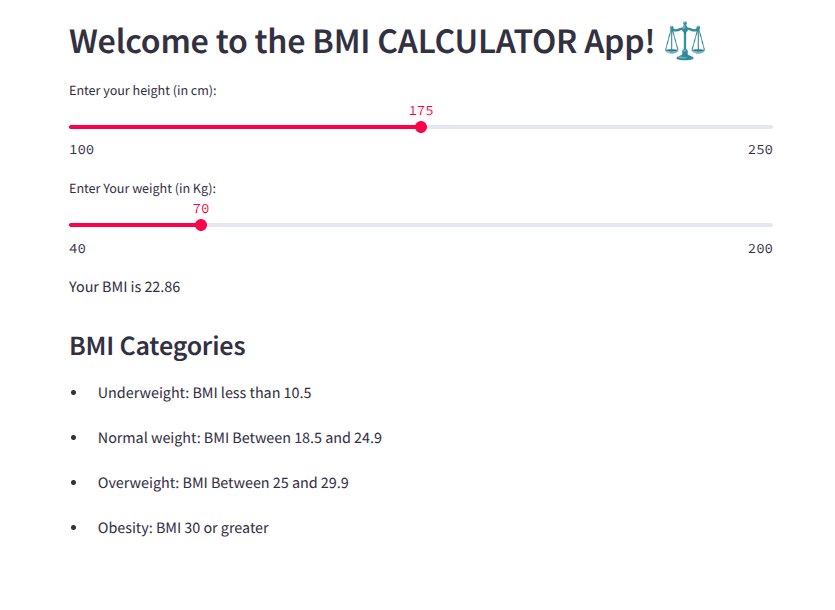 Welcome to the BMI CALCULATOR App! ⚖️
Enter your height (in cm):
175
100 250
Enter Your weight (in Kg):
70
40 200
Your BMI is 22.86
BMI Categories
• Underweight: BMI less than 10.5
• Normal weight: BMI Between 18.5 and 24.9
• Overweight: BMI Between 25 and 29.9
• Obesity: BMI 30 or greater